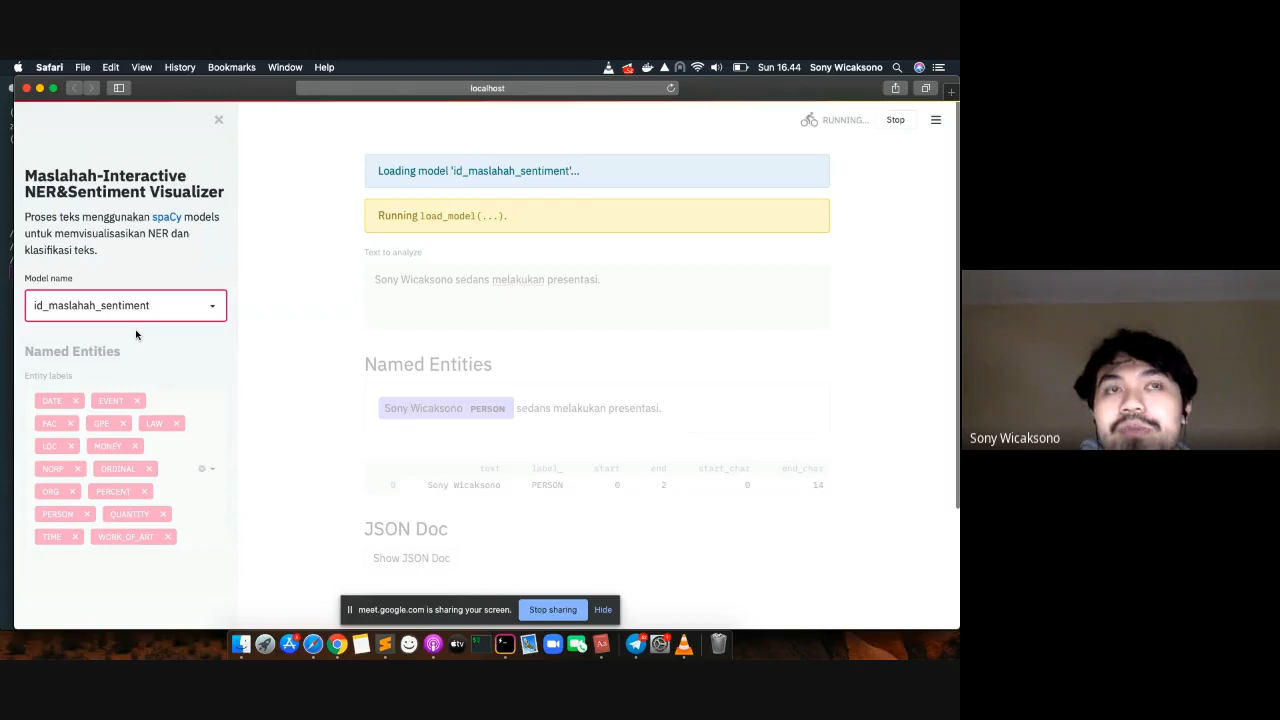 Safari File Edit View History Bookmarks Window Help Sun 16.44 Sony Wicaksono
localhost
RUNNING... Stop
Maslahah-Interactive
NER&Sentiment Visualizer
Proses teks menggunakan spaCy models
untuk memvisualisasikan NER dan
klasifikasi teks.
Model name
id_maslahah_sentiment
Named Entities
Entity labels
DATE × EVENT ×
FAC × GPE × LAW ×
LOC × MONEY ×
NORP × ORDINAL ×
ORG × PERCENT ×
PERSON × QUANTITY ×
TIME × WORK_OF_ART ×
Loading model 'id_maslahah_sentiment'...
Running load_model(...).
Text to analyze
Sony Wicaksono sedans melakukan presentasi.
Named Entities
Sony Wicaksono PERSON sedans melakukan presentasi.
text label_ start end start_char end_char
0 Sony Wicaksono PERSON 0 2 0 14
JSON Doc
Show JSON Doc
meet.google.com is sharing your screen. Stop sharing Hide
Sony Wicaksono